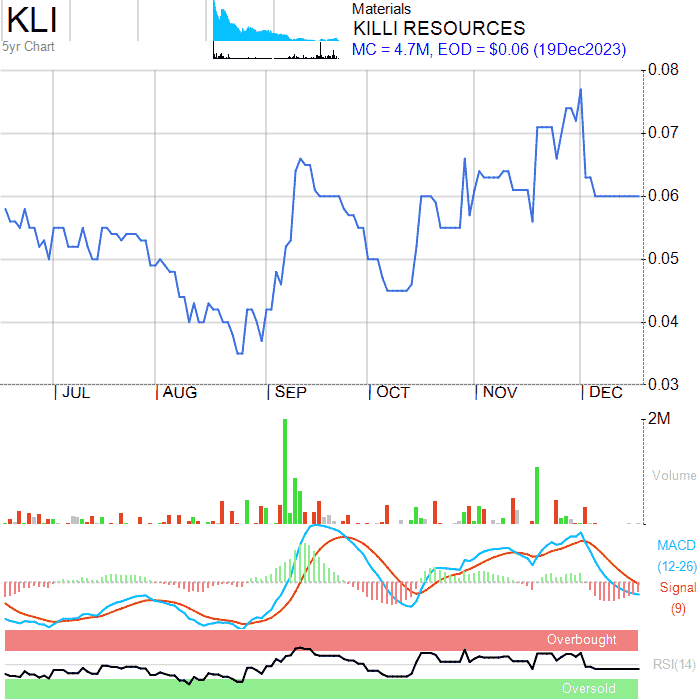 KLI
5yr Chart
Materials
KILLI RESOURCES
MC = 4.7M, EOD = $0.06 (19Dec2023)
0.08
0.07
0.06
0.05
0.04
0.03
JUL AUG SEP OCT NOV DEC
2M
Volume
MACD
(12-26)
Signal
(9)
Overbought
RSI(14)
Oversold